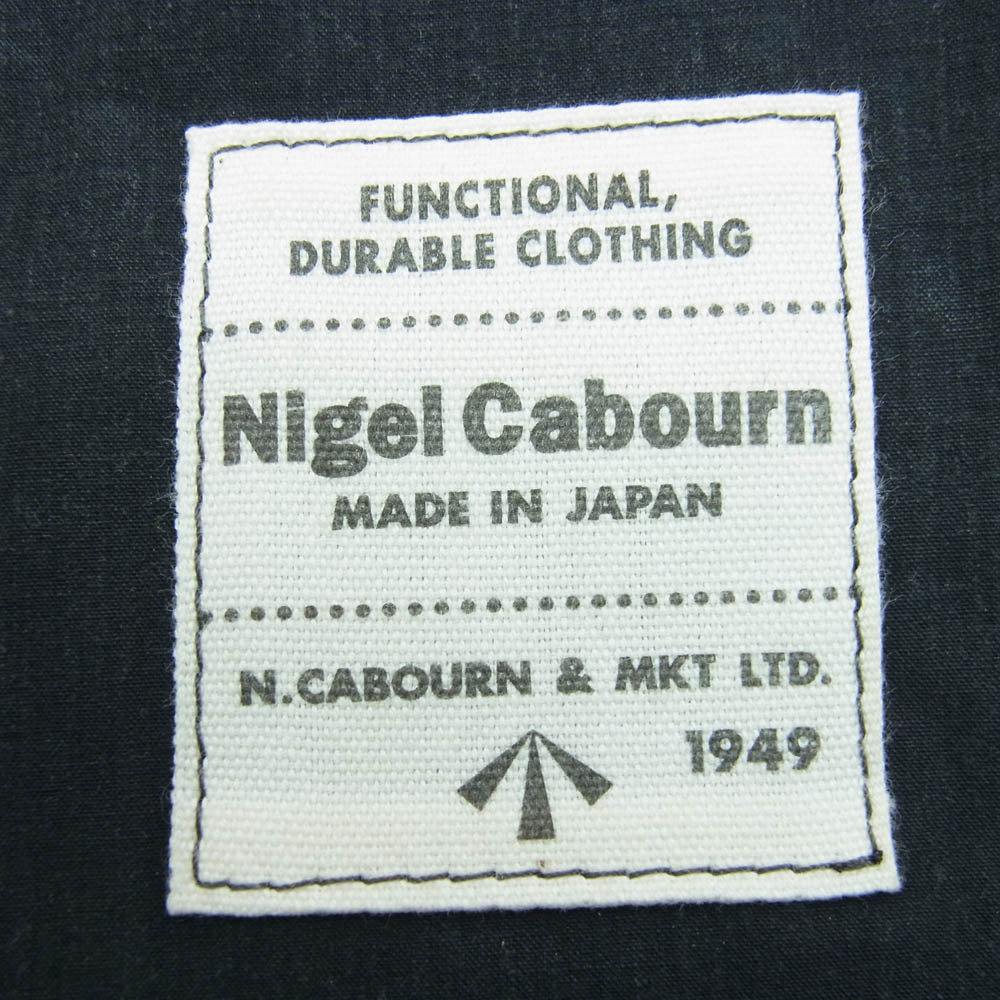 FUNCTIONAL,
DURABLE CLOTHING
Nigel Cabourn
MADE IN JAPAN
N.CABOURN & MKT LTD.
1949